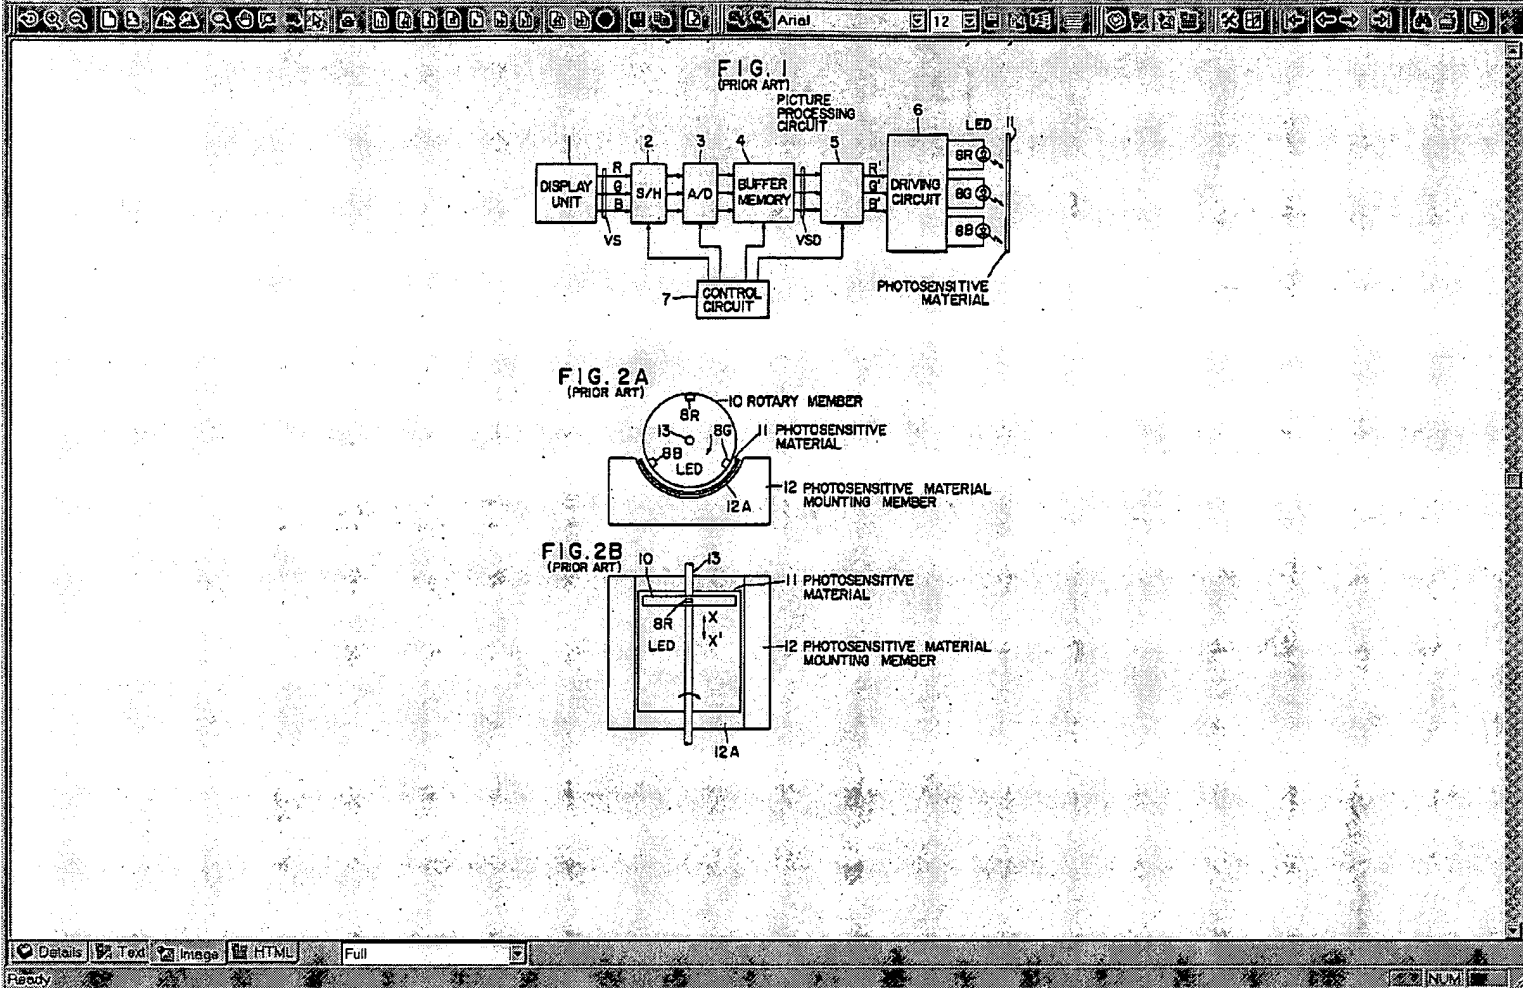 Arial
12
FIG. 1
(PRIOR ART)
PICTURE
PROCESSING
CIRCUIT
1
2
3
4
5
6
LED
11
DISPLAY
UNIT
R
G
B
VS
S/H
A/D
BUFFER
MEMORY
VSD
R'
G'
B'
DRIVING
CIRCUIT
8R
8G
8B
7
CONTROL
CIRCUIT
PHOTOSENSITIVE
MATERIAL
FIG. 2A
(PRIOR ART)
10 ROTARY MEMBER
8R
13
8G
11 PHOTOSENSITIVE
MATERIAL
8B
LED
12A
12 PHOTOSENSITIVE MATERIAL
MOUNTING MEMBER
FIG. 2B
(PRIOR ART)
10
13
11 PHOTOSENSITIVE
MATERIAL
8R
LED
X
X'
12 PHOTOSENSITIVE MATERIAL
MOUNTING MEMBER
12A
Details
Text
Image
HTML
Full
Ready
NUM